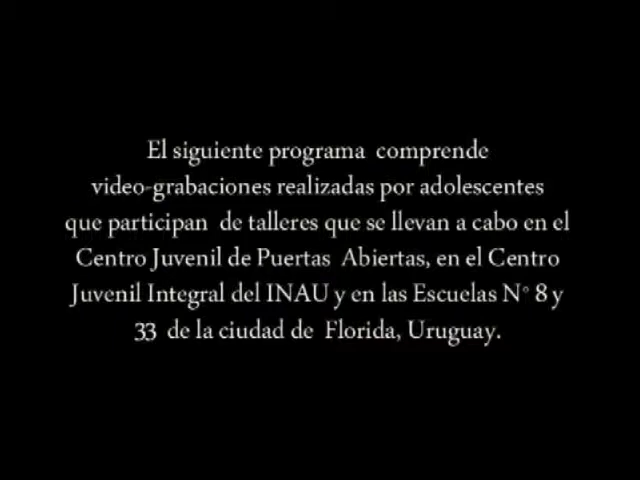 El siguiente programa comprende
video-grabaciones realizadas por adolescentes
que participan de talleres que se llevan a cabo en el
Centro Juvenil de Puertas Abiertas, en el Centro
Juvenil Integral del INAU y en las Escuelas N° 8 y
33 de la ciudad de Florida, Uruguay.